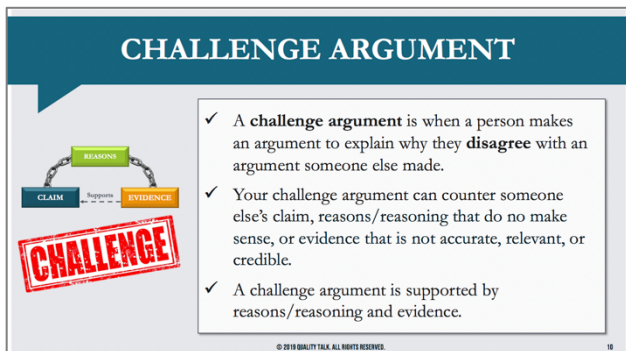 CHALLENGE ARGUMENT
REASONS
CLAIM
Supports
EVIDENCE
CHALLENGE
✓ A challenge argument is when a person makes
an argument to explain why they disagree with an
argument someone else made.
✓ Your challenge argument can counter someone
else's claim, reasons/reasoning that do no make
sense, or evidence that is not accurate, relevant, or
credible.
✓ A challenge argument is supported by
reasons/reasoning and evidence.
© 2019 QUALITY TALK. ALL RIGHTS RESERVED.
10